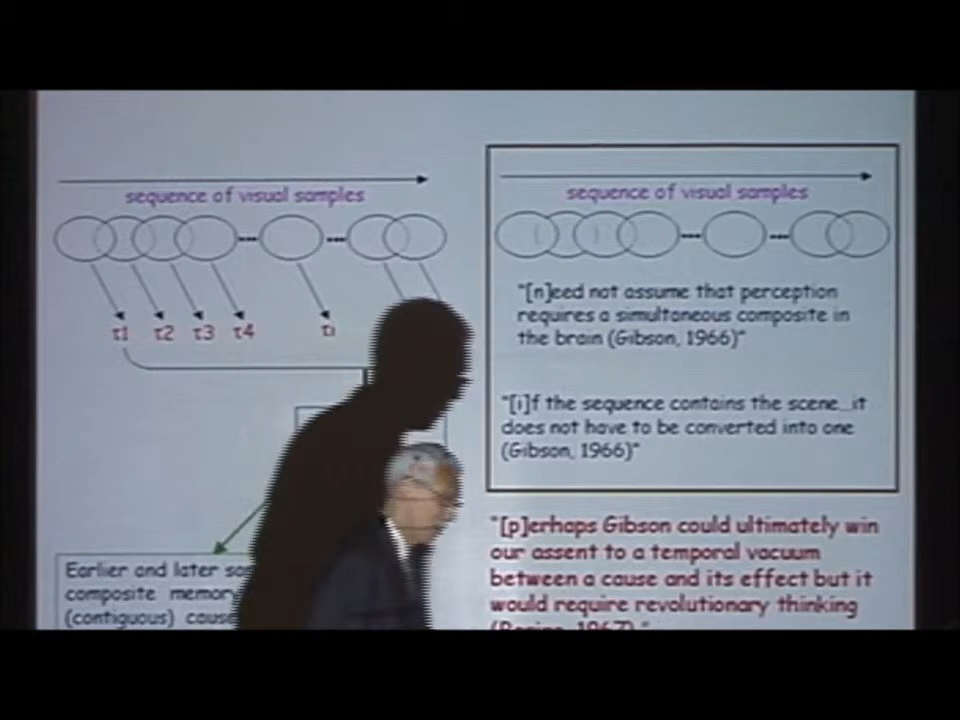 sequence of visual samples
τ1 τ2 τ3 τ4 τi
Earlier and later
composite memory
(contiguous) cause
sequence of visual samples
"[n]eed not assume that perception
requires a simultaneous composite in
the brain (Gibson, 1966)"
"[i]f the sequence contains the scene...it
does not have to be converted into one
(Gibson, 1966)"
"[p]erhaps Gibson could ultimately win
our assent to a temporal vacuum
between a cause and its effect but it
would require revolutionary thinking